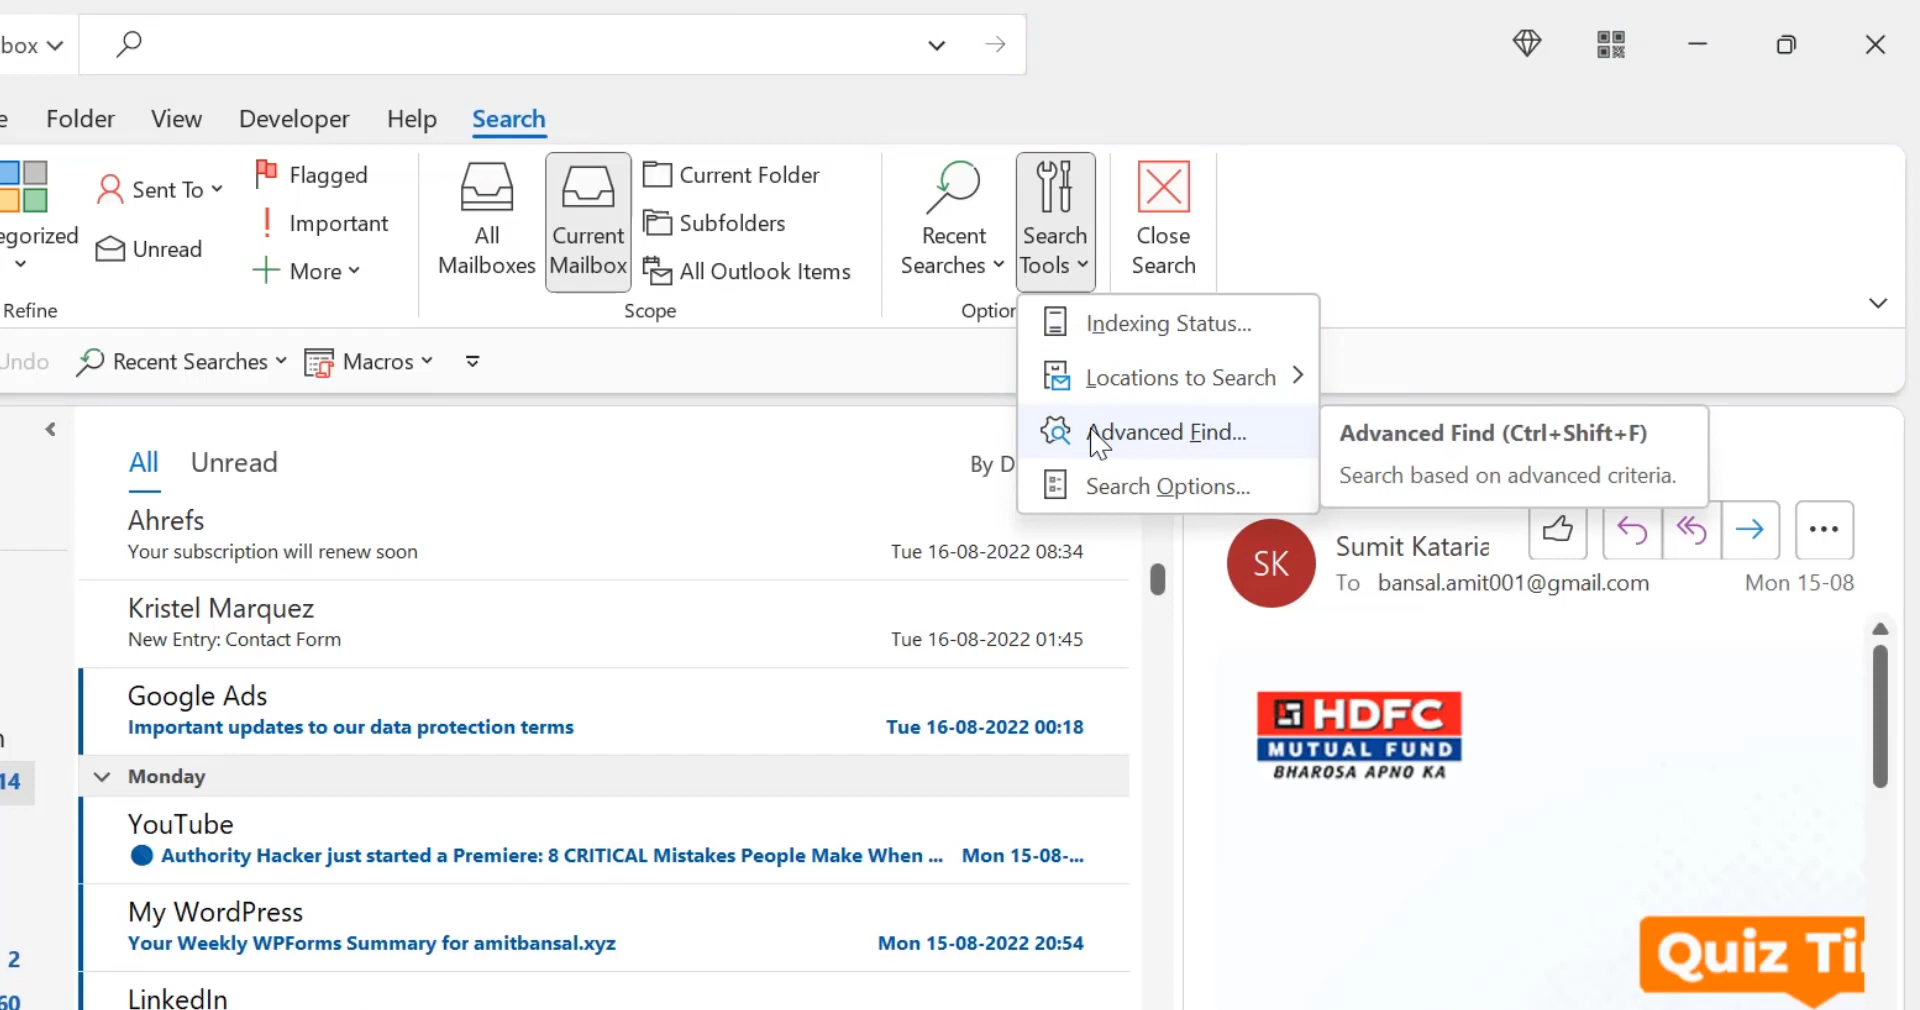 box
e Folder View Developer Help Search
Sent To
Unread
Flagged
Important
More
Refine
All
Mailboxes
Current
Mailbox
Current Folder
Subfolders
All Outlook Items
Scope
Recent
Searches
Search
Tools
Close
Search
Indexing Status...
Locations to Search
Advanced Find...
Search Options...
Advanced Find (Ctrl+Shift+F)
Search based on advanced criteria.
Undo Recent Searches Macros
All Unread
By D
Ahrefs
Your subscription will renew soon Tue 16-08-2022 08:34
Kristel Marquez
New Entry: Contact Form Tue 16-08-2022 01:45
Google Ads
Important updates to our data protection terms Tue 16-08-2022 00:18
Monday
YouTube
Authority Hacker just started a Premiere: 8 CRITICAL Mistakes People Make When ... Mon 15-08-...
My WordPress
Your Weekly WPForms Summary for amitbansal.xyz Mon 15-08-2022 20:54
LinkedIn
14
2
60
SK
Sumit Kataria
To bansal.amit001@gmail.com Mon 15-08
HDFC
MUTUAL FUND
BHAROSA APNO KA
Quiz Ti